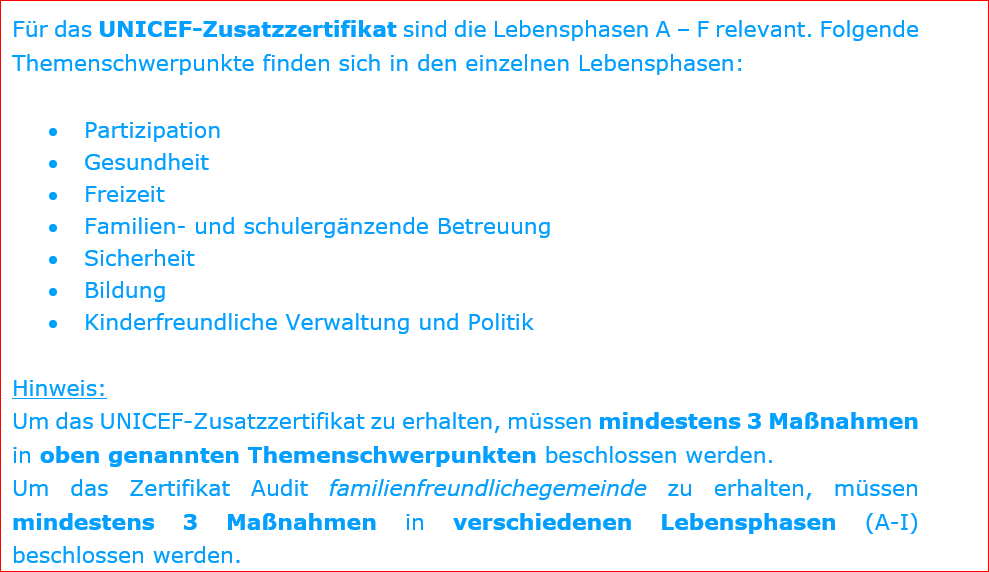 Für das UNICEF-Zusatzzertifikat sind die Lebensphasen A – F relevant. Folgende
Themenschwerpunkte finden sich in den einzelnen Lebensphasen:
• Partizipation
• Gesundheit
• Freizeit
• Familien- und schulergänzende Betreuung
• Sicherheit
• Bildung
• Kinderfreundliche Verwaltung und Politik
Hinweis:
Um das UNICEF-Zusatzzertifikat zu erhalten, müssen mindestens 3 Maßnahmen
in oben genannten Themenschwerpunkten beschlossen werden.
Um das Zertifikat Audit familienfreundlichegemeinde zu erhalten, müssen
mindestens 3 Maßnahmen in verschiedenen Lebensphasen (A-I)
beschlossen werden.